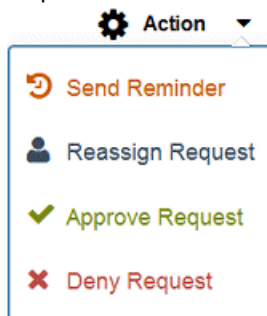 Action
Send Reminder
Reassign Request
Approve Request
Deny Request